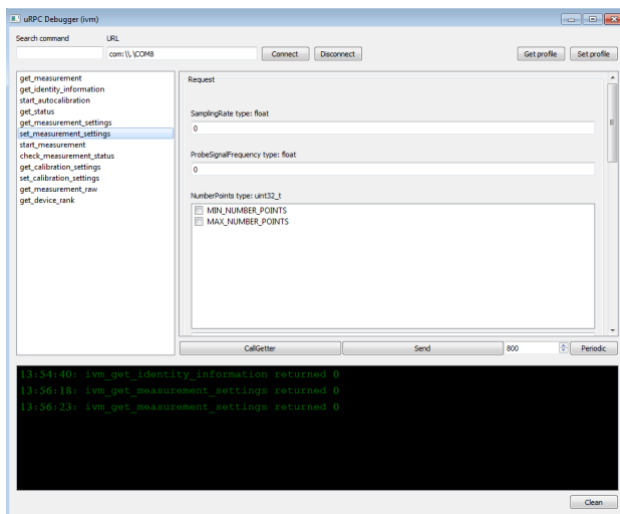 uRPC Debugger (ivm)
Search command
URL
com:\\.\COM8
Connect
Disconnect
Get profile
Set profile
get_measurement
get_identity_information
start_autocalibration
get_status
get_measurement_settings
set_measurement_settings
start_measurement
check_measurement_status
get_calibration_settings
set_calibration_settings
get_measurement_raw
get_device_rank
Request
SamplingRate type: float
0
ProbeSignalFrequency type: float
0
NumberPoints type: uint32_t
MIN_NUMBER_POINTS
MAX_NUMBER_POINTS
CallGetter
Send
800
Periodic
13:54:40: ivm_get_identity_information returned 0
13:56:18: ivm_get_measurement_settings returned 0
13:56:23: ivm_get_measurement_settings returned 0
Clean